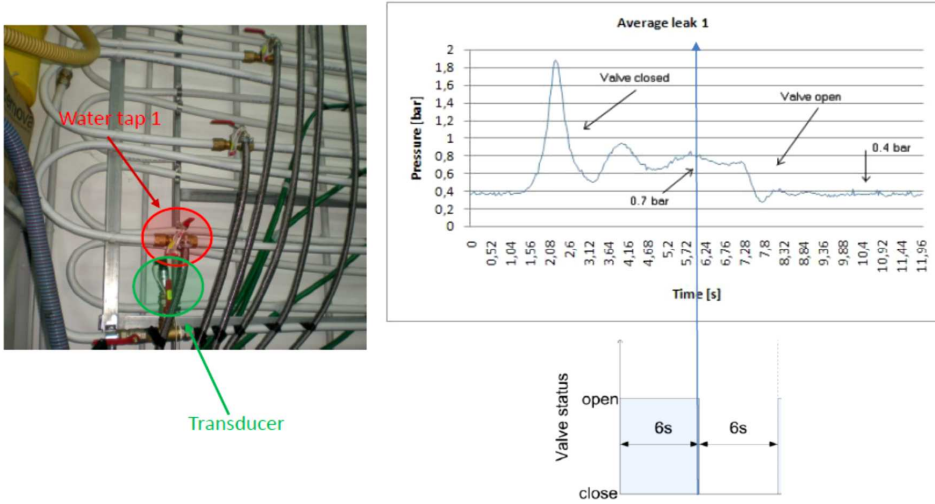 Water tap 1
Transducer
Average leak 1
Pressure [bar]
2
1,8
1,6
1,4
1,2
1
0,8
0,6
0,4
0,2
0
Valve closed
Valve open
0.7 bar
0.4 bar
0 0,52 1,04 1,56 2,08 2,6 3,12 3,64 4,16 4,68 5,2 5,72 6,24 6,76 7,28 7,8 8,32 8,84 9,36 9,88 10,4 10,92 11,44 11,96
Time [s]
Valve status
open
6s 6s
close